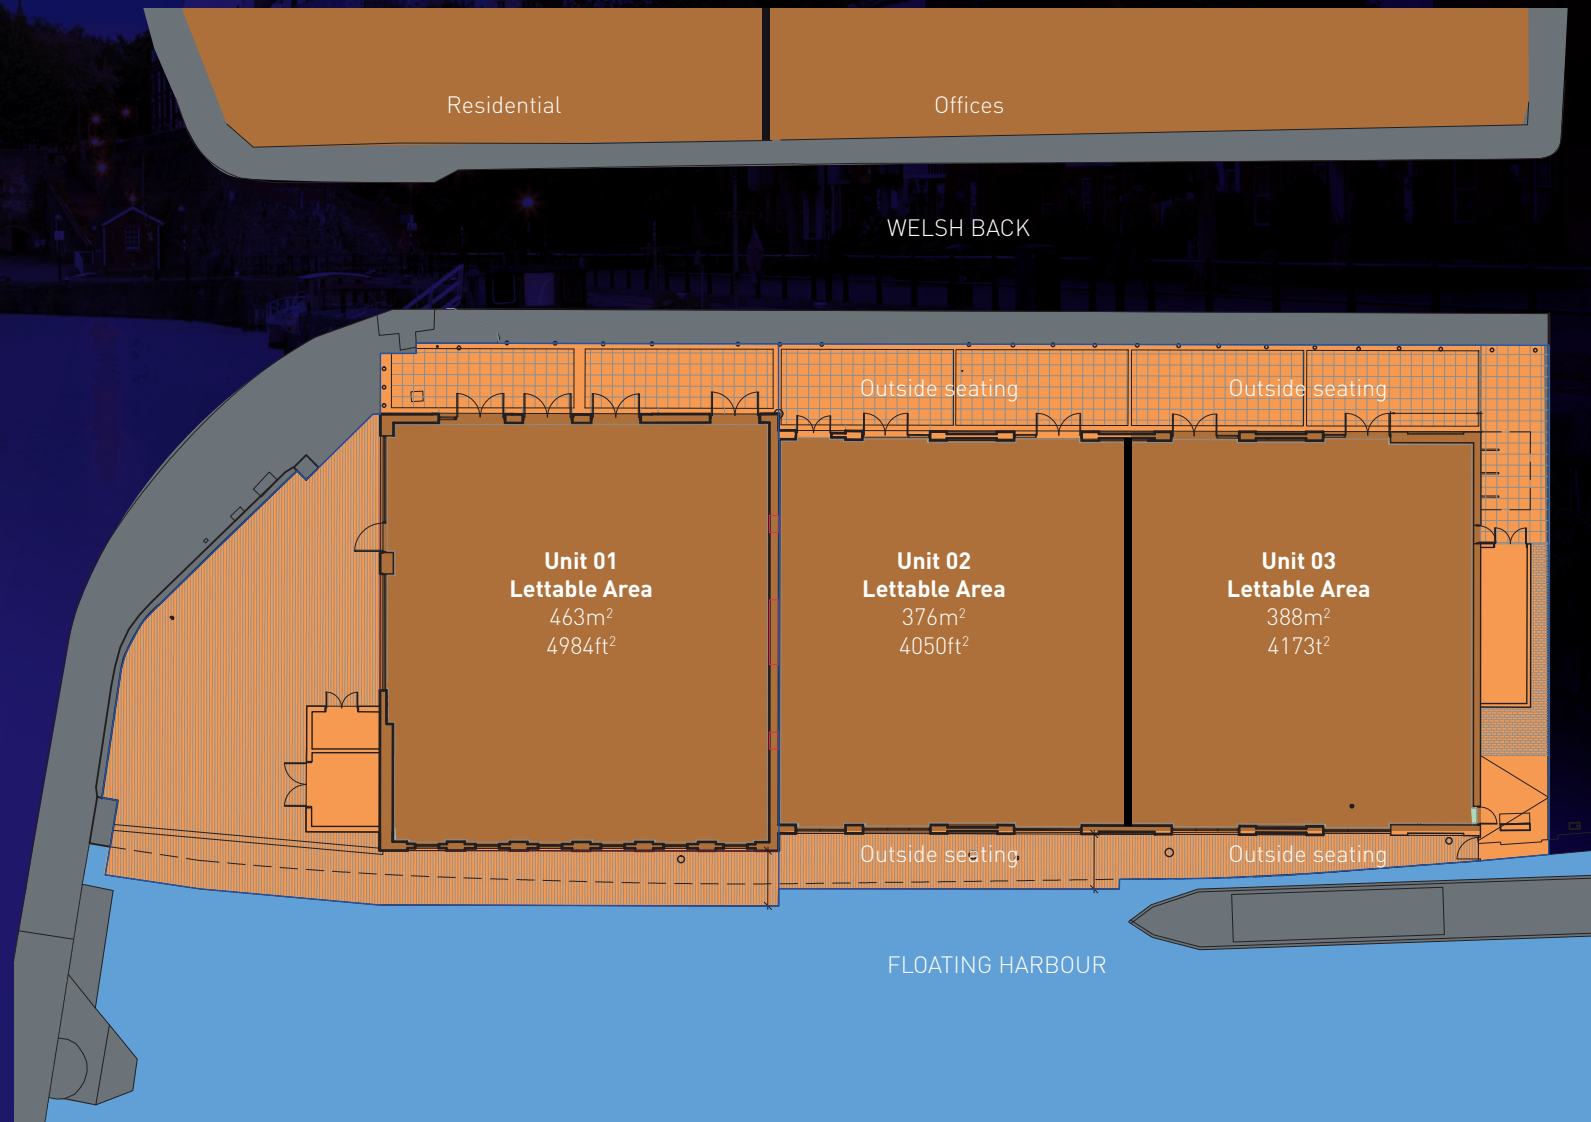 Residential
Offices
WELSH BACK
Outside seating
Outside seating
Unit 01
Lettable Area
463m²
4984ft²
Unit 02
Lettable Area
376m²
4050ft²
Unit 03
Lettable Area
388m²
4173t²
Outside seating
Outside seating
FLOATING HARBOUR